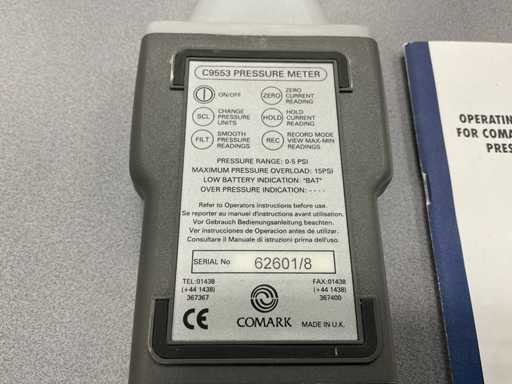 C9553 PRESSURE METER
ON/OFF
ZERO
ZERO CURRENT READING
SCL
CHANGE PRESSURE UNITS
HOLD
HOLD CURRENT READING
FILT
SMOOTH PRESSURE READINGS
REC
RECORD MODE VIEW MAX-MIN READINGS
PRESSURE RANGE: 0-5 PSI
MAXIMUM PRESSURE OVERLOAD: 15PSI
LOW BATTERY INDICATION: "BAT"
OVER PRESSURE INDICATION: - - - -
Refer to Operators instructions before use.
Se reporter au manuel d'instructions avant utilisation.
Vor Gebrauch Bedienungsanleitung beachten.
Ver instrucciones de Operacion antes de utilizar.
Consultare il Manuale di istruzioni prima dell'uso.
SERIAL No 62601/8
TEL:01438
(+44 1438)
367367
FAX:01438
(+44 1438)
367400
CE
COMARK
MADE IN U.K.
OPERATING
FOR COMA
PRES